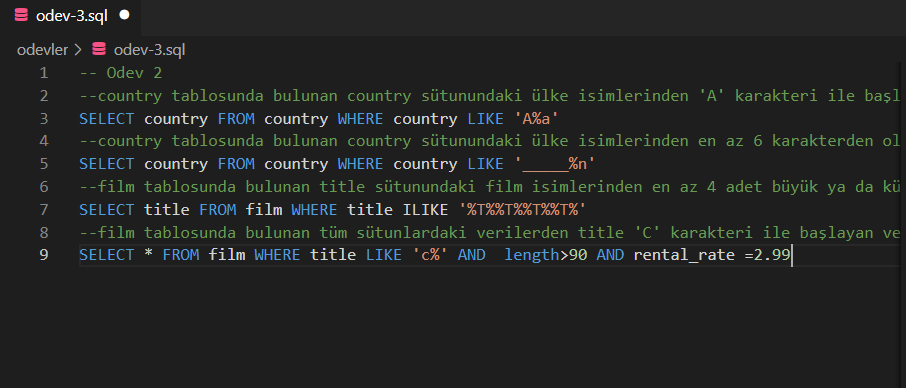 odev-3.sql
odevler > odev-3.sql
1 -- Odev 2
2 --country tablosunda bulunan country sütunundaki ülke isimlerinden 'A' karakteri ile başl
3 SELECT country FROM country WHERE country LIKE 'A%a'
4 --country tablosunda bulunan country sütunundaki ülke isimlerinden en az 6 karakterden ol
5 SELECT country FROM country WHERE country LIKE '_____%n'
6 --film tablosunda bulunan title sütunundaki film isimlerinden en az 4 adet büyük ya da kü
7 SELECT title FROM film WHERE title ILIKE '%T%%T%%T%%T%'
8 --film tablosunda bulunan tüm sütunlardaki verilerden title 'C' karakteri ile başlayan ve
9 SELECT * FROM film WHERE title LIKE 'c%' AND  length>90 AND rental_rate =2.99